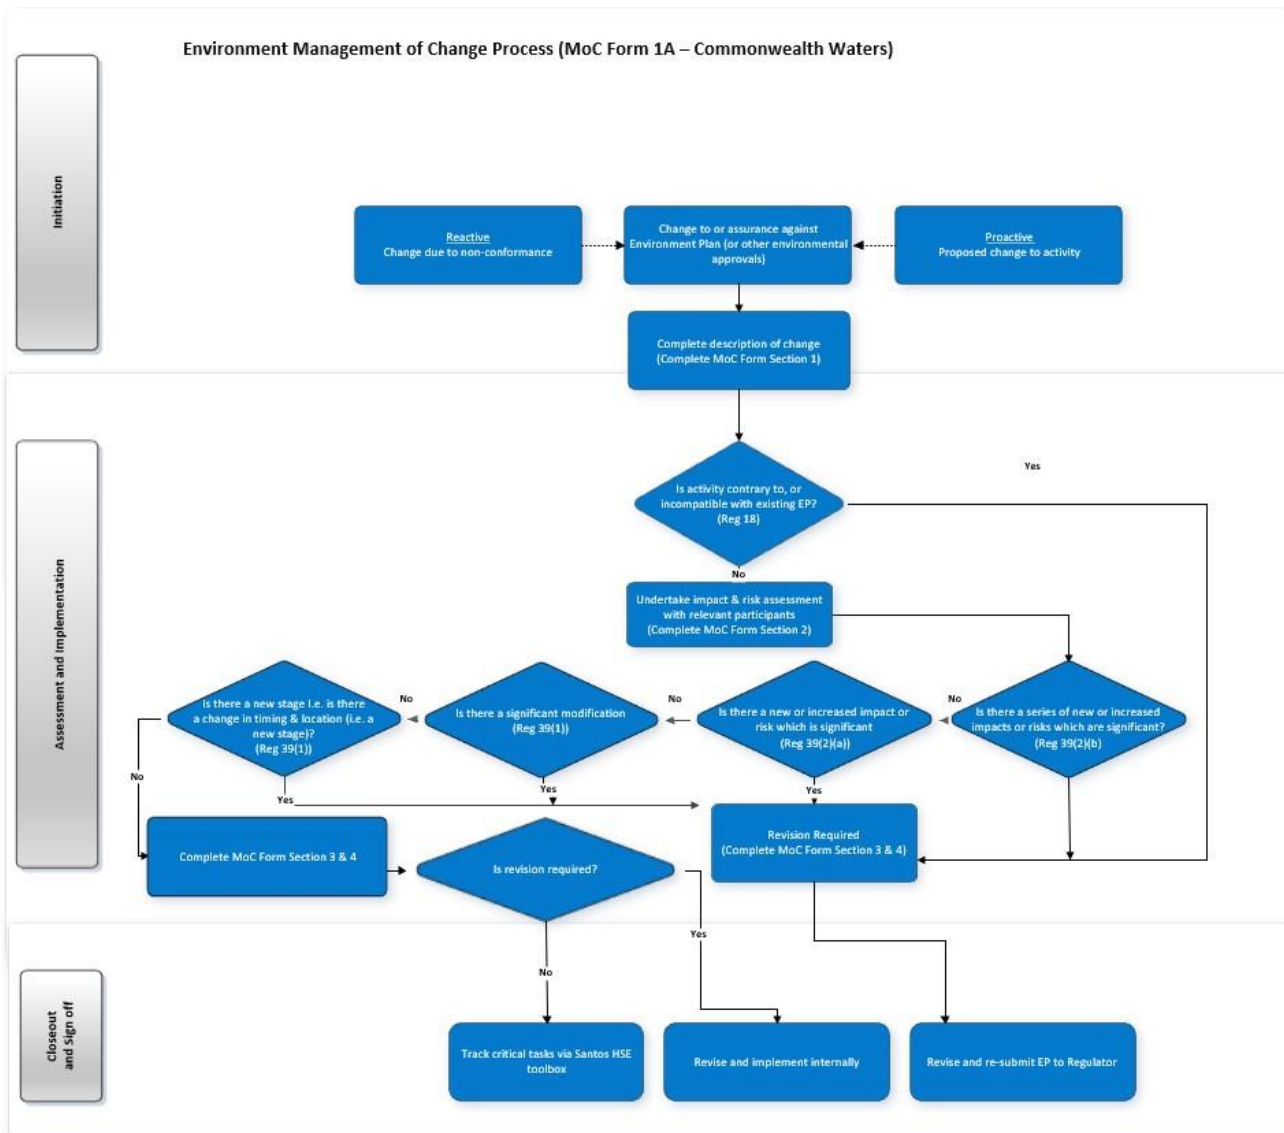 Environment Management of Change Process (MoC Form 1A – Commonwealth Waters)
Initiation
Reactive
Change due to non-conformance
Change to or assurance against
Environment Plan (or other environmental
approvals)
Proactive
Proposed change to activity
Complete description of change
(Complete MoC Form Section 1)
Assessment and Implementation
Is activity contrary to, or
incompatible with existing EP?
(Reg 18)
Yes
No
Undertake impact & risk assessment
with relevant participants
(Complete MoC Form Section 2)
Is there a new stage I.e. is there
a change in timing & location (i.e. a
new stage)?
(Reg 39(1))
No
Is there a significant modification
(Reg 39(1))
No
Is there a new or increased impact or
risk which is significant
(Reg 39(2)(a))
No
Is there a series of new or increased
impacts or risks which are significant?
(Reg 39(2)(b)
No
Yes
Yes
Yes
Complete MoC Form Section 3 & 4
Is revision required?
Revision Required
(Complete MoC Form Section 3 & 4)
Yes
No
Closeout
and Sign off
Track critical tasks via Santos HSE
toolbox
Revise and implement internally
Revise and re-submit EP to Regulator